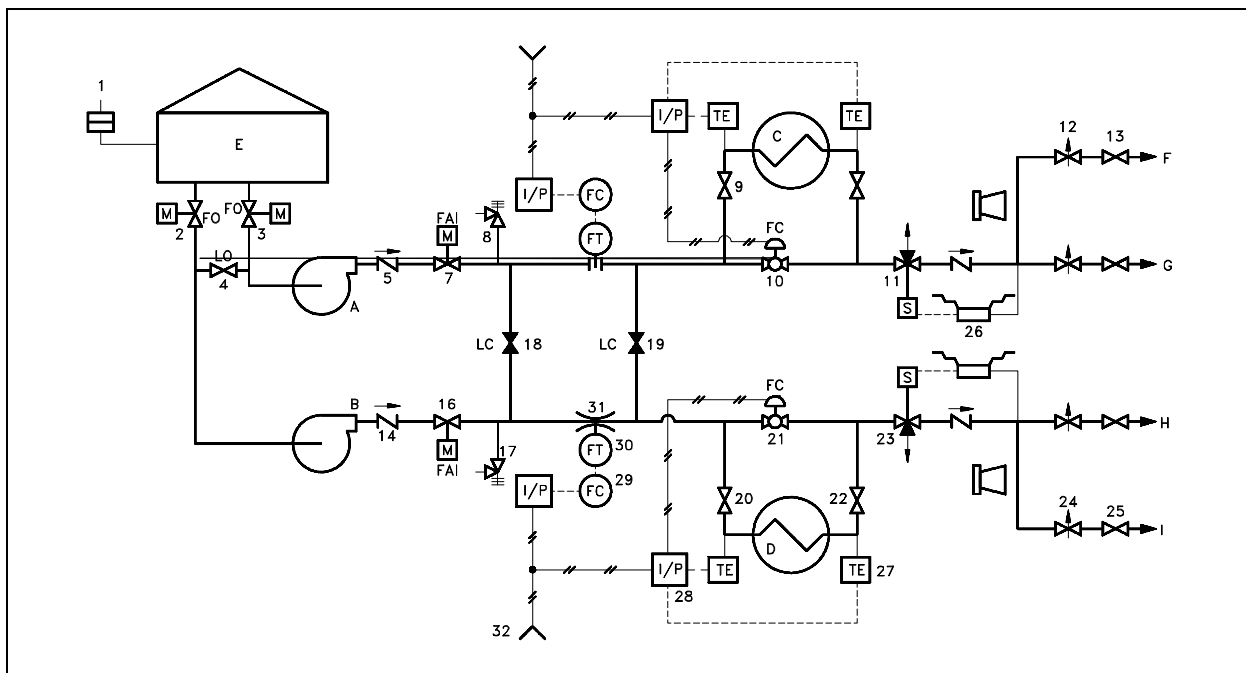 1
E
M
FO
FO
M
2
3
LO
4
A
5
FAI
M
7
8
I/P
FC
FT
I/P
TE
C
TE
9
FC
10
11
S
12
13
F
G
26
LC
18
LC
19
B
14
16
M
FAI
17
31
FT
30
I/P
FC
29
FC
21
S
23
H
20
22
D
24
25
I
I/P
28
TE
TE
27
32